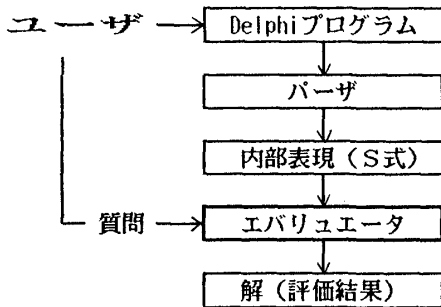 ユーザ
Delphiプログラム
パーザ
内部表現（S式）
質問
エバリュエータ
解（評価結果）